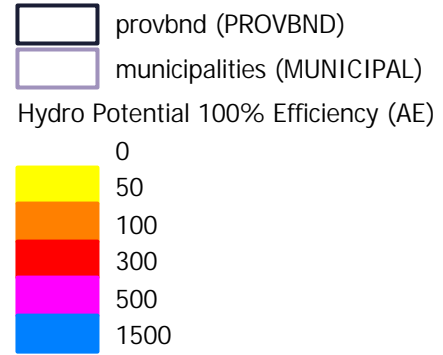 provbnd (PROVBND)
municipalities (MUNICIPAL)
Hydro Potential 100% Efficiency (AE)
0
50
100
300
500
1500